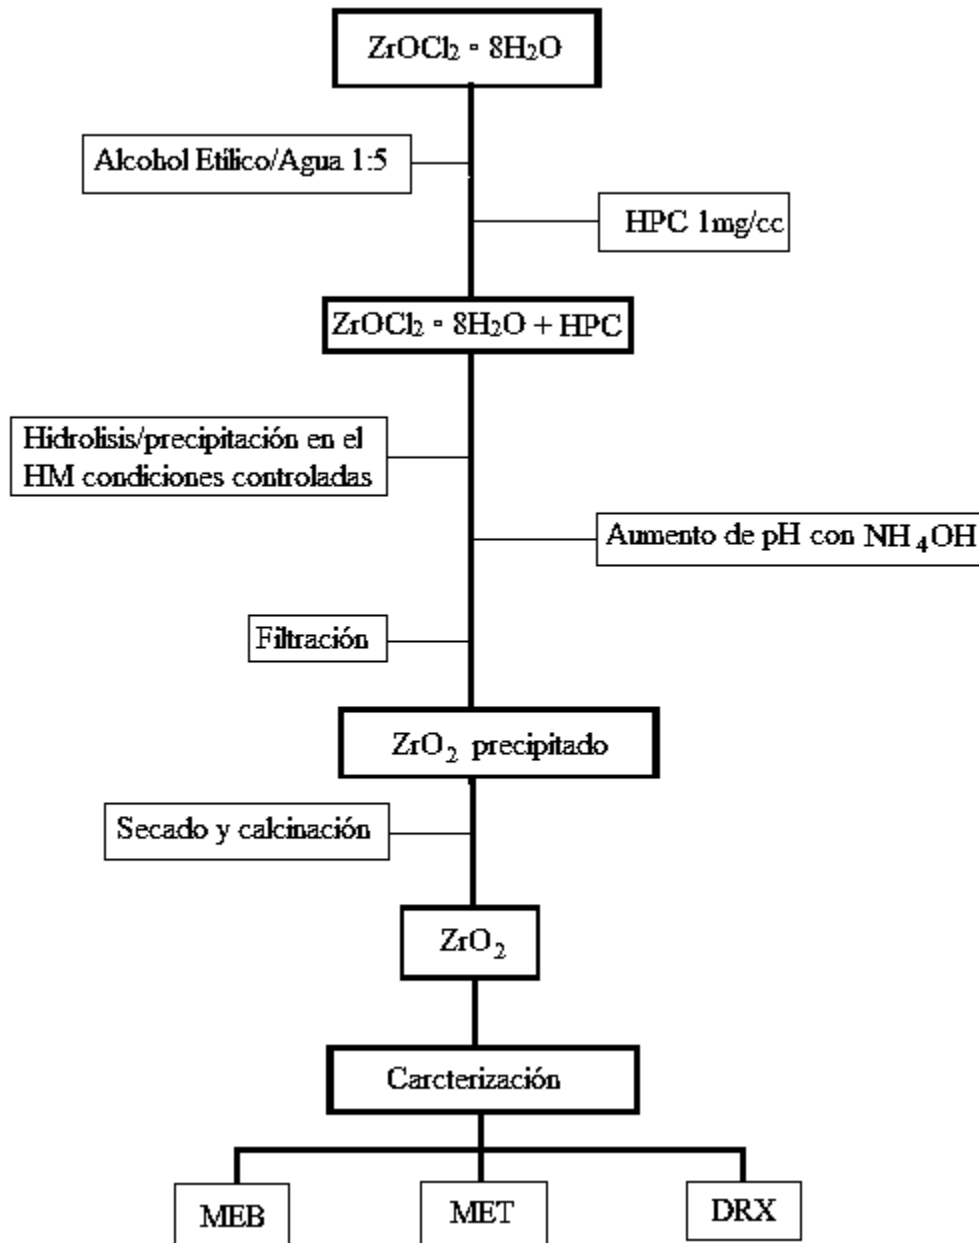 ZrOCl₂ ▫ 8H₂O
Alcohol Etílico/Agua 1:5
HPC 1mg/cc
ZrOCl₂ ▫ 8H₂O + HPC
Hidrolisis/precipitación en el
HM condiciones controladas
Aumento de pH con NH₄OH
Filtración
ZrO₂ precipitado
Secado y calcinación
ZrO₂
Carcterización
MEB
MET
DRX